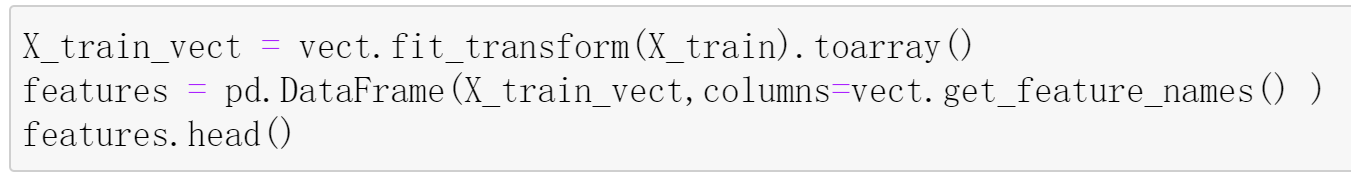 X_train_vect = vect.fit_transform(X_train).toarray()
features = pd.DataFrame(X_train_vect,columns=vect.get_feature_names() )
features.head()